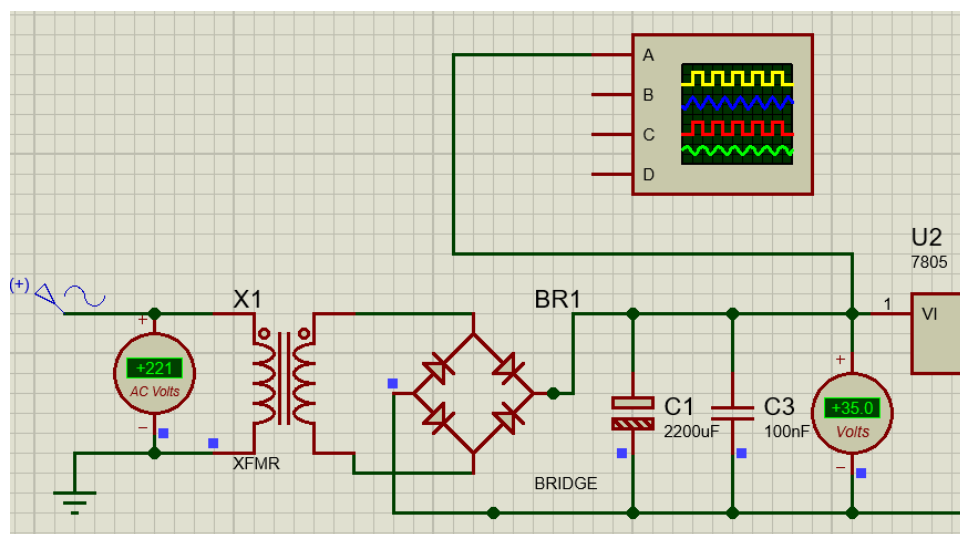 A
B
C
D
U2
7805
(+)
X1
BR1
1
VI
+
+221
AC Volts
−
XFMR
C1
2200uF
C3
100nF
+
+35.0
Volts
−
BRIDGE